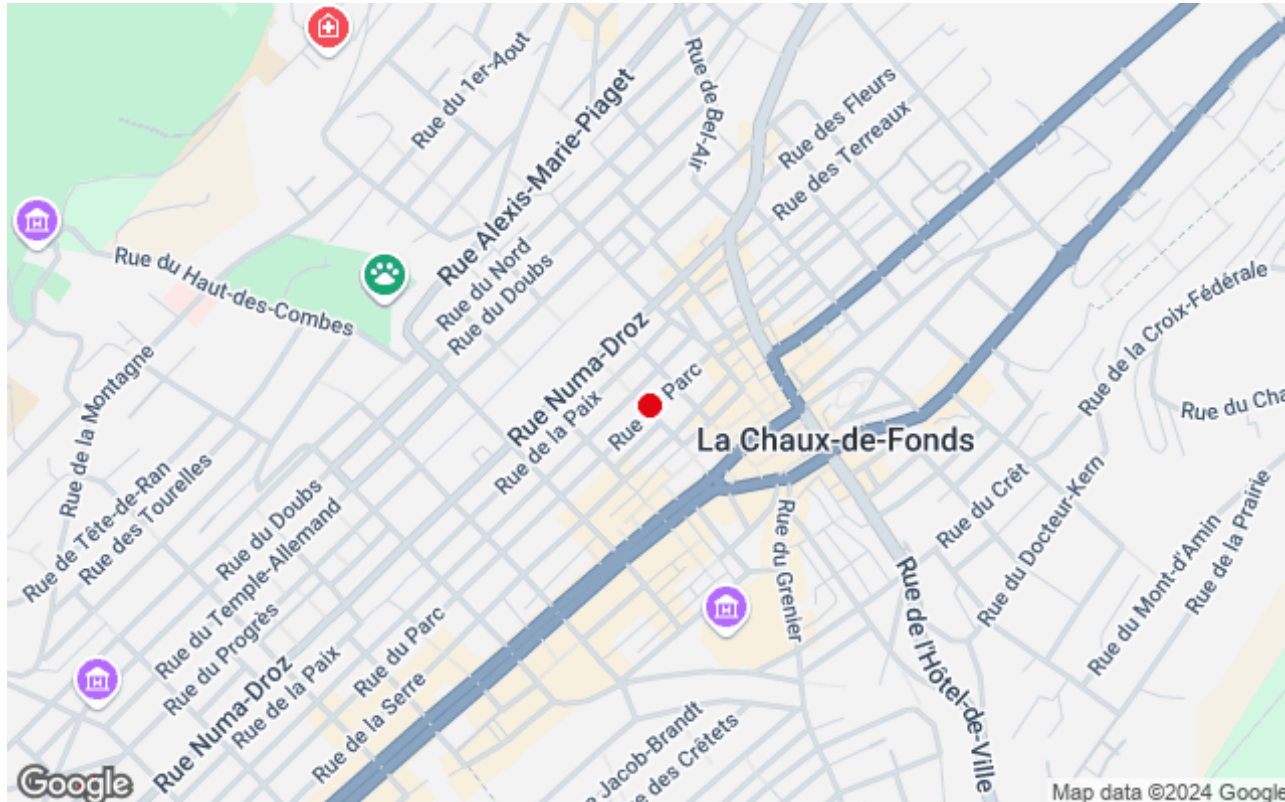 Rue du 1er-Aout
Rue de Bel-Air
Rue Alexis-Marie-Piaget
Rue des Fleurs
Rue des Terreaux
Rue du Haut-des-Combes
Rue du Nord
Rue du Doubs
Rue de la Croix-Fédérale
Rue Numa-Droz
Rue de la Paix
Rue
Parc
Rue du Cha
La Chaux-de-Fonds
Rue de la Montagne
Rue de Tête-de-Ran
Rue des Tourelles
Rue du Doubs
Rue du Temple-Allemand
Rue du Progrès
Rue Numa-Droz
Rue de la Paix
Rue du Parc
Rue de la Serre
Rue du Grenier
Rue du Crêt
Rue du Docteur-Kern
Rue du Mont-d'Amin
Rue de la Prairie
Rue de l'Hôtel-de-Ville
e Jacob-Brandt
e des Crêtets
Google
Map data ©2024 Google